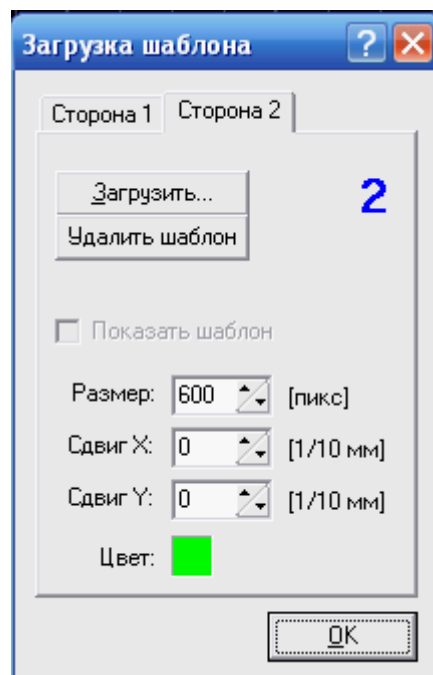 Загрузка шаблона ?
Сторона 1 Сторона 2
Загрузить...
2
Удалить шаблон
Показать шаблон
Размер: 600 [пикс]
Сдвиг X: 0 [1/10 мм]
Сдвиг Y: 0 [1/10 мм]
Цвет:
OK